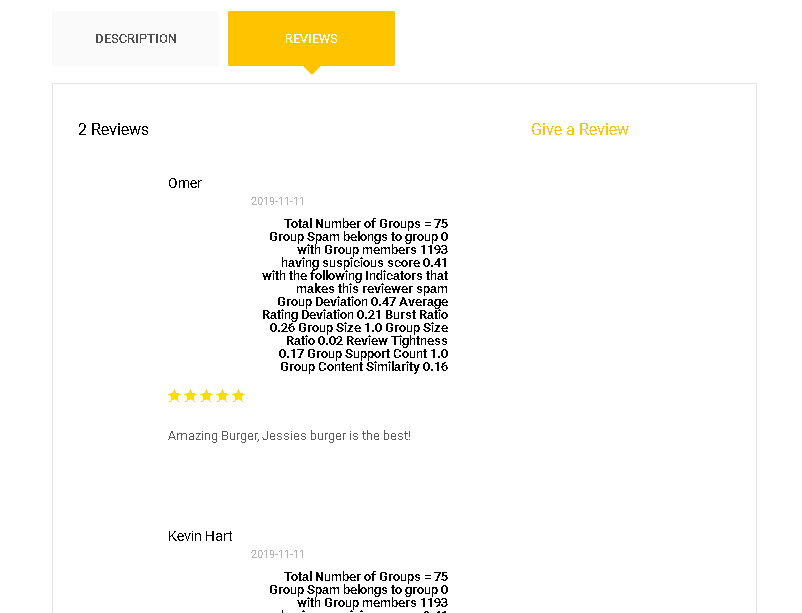 DESCRIPTION
REVIEWS
2 Reviews
Give a Review
Omer
2019-11-11
Total Number of Groups = 75
Group Spam belongs to group 0
with Group members 1193
having suspicious score 0.41
with the following Indicators that
makes this reviewer spam
Group Deviation 0.47 Average
Rating Deviation 0.21 Burst Ratio
0.26 Group Size 1.0 Group Size
Ratio 0.02 Review Tightness
0.17 Group Support Count 1.0
Group Content Similarity 0.16
Amazing Burger, Jessies burger is the best!
Kevin Hart
2019-11-11
Total Number of Groups = 75
Group Spam belongs to group 0
with Group members 1193